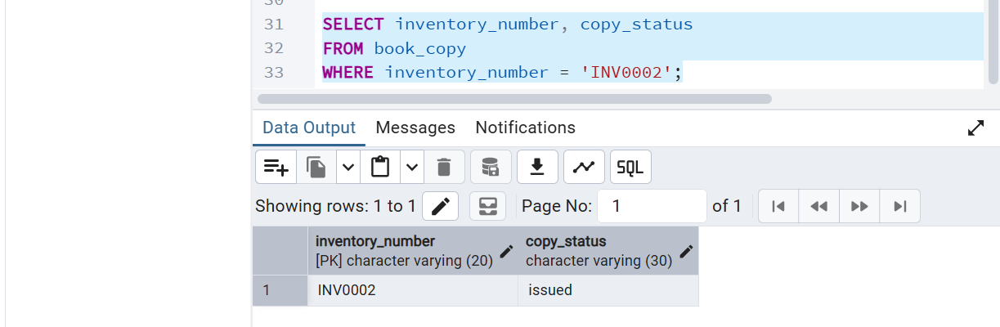 30
31 SELECT inventory_number, copy_status
32 FROM book_copy
33 WHERE inventory_number = 'INV0002';
Data Output Messages Notifications
SQL
Showing rows: 1 to 1 Page No: 1 of 1
inventory_number copy_status
[PK] character varying (20) character varying (30)
1 INV0002 issued